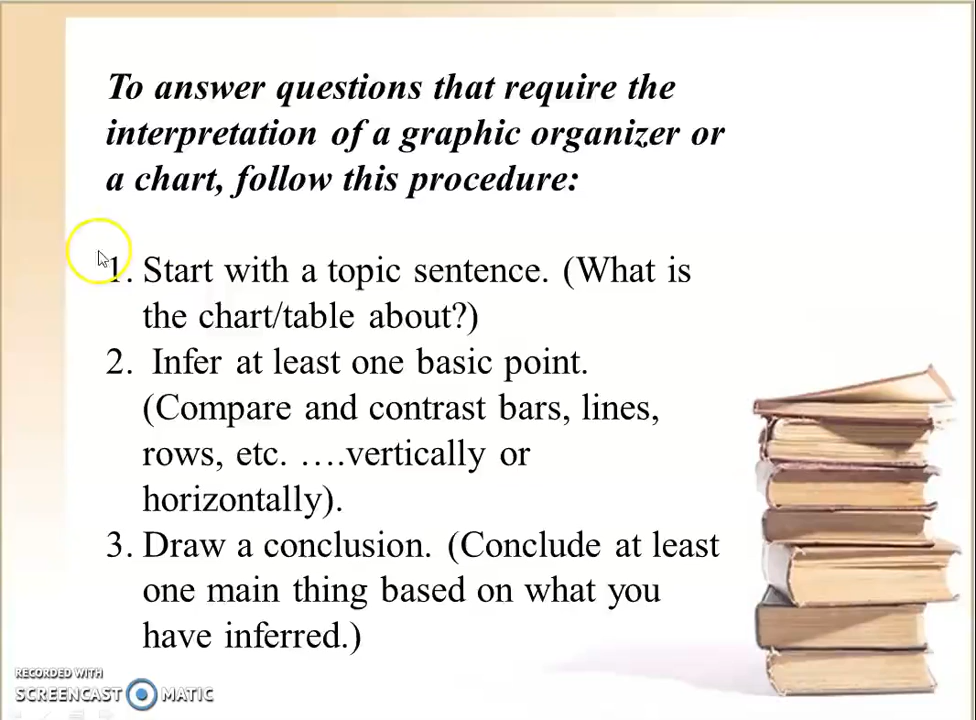 To answer questions that require the
interpretation of a graphic organizer or
a chart, follow this procedure:
1. Start with a topic sentence. (What is
the chart/table about?)
2. Infer at least one basic point.
(Compare and contrast bars, lines,
rows, etc. ….vertically or
horizontally).
3. Draw a conclusion. (Conclude at least
one main thing based on what you
have inferred.)
RECORDED WITH
SCREENCAST MATIC